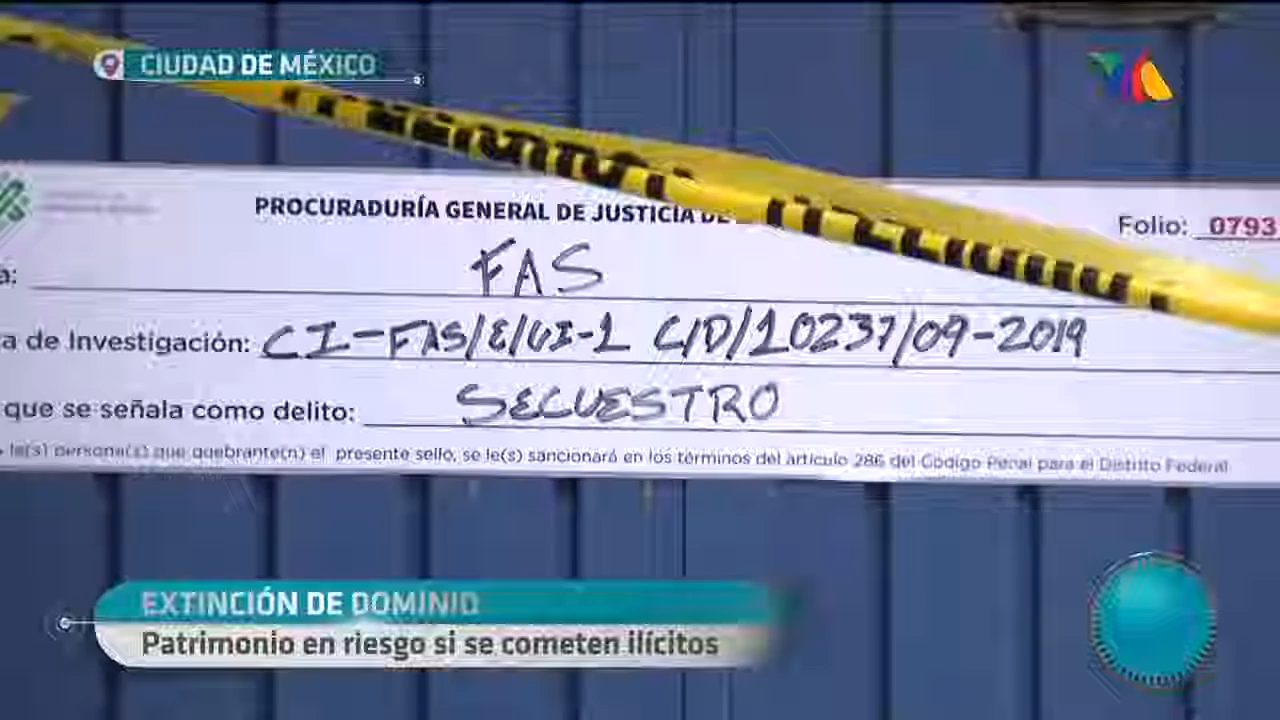 CIUDAD DE MÉXICO
PROCURADURÍA GENERAL DE JUSTICIA DE
Folio: 0793
a:
FAS
a de Investigación: CI-FAS/E/UI-1 C/D/10237/09-2019
que se señala como delito: SECUESTRO
le(s) persona(s) que quebrante(n) el presente sello, se le(s) sancionará en los términos del artículo 286 del Código Penal para el Distrito Federal
EXTINCIÓN DE DOMINIO
Patrimonio en riesgo si se cometen ilícitos